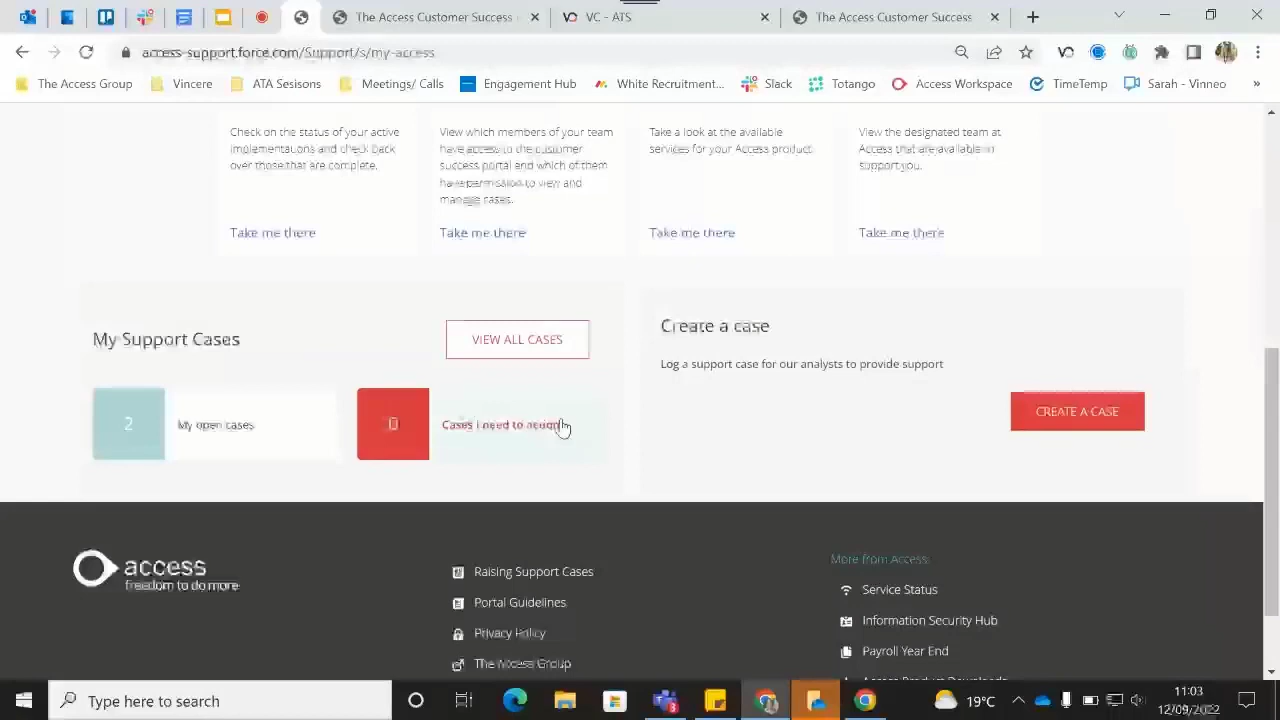 The Access Customer Success
VC - ATS
The Access Customer Success
access-support.force.com/Support/s/my-access
The Access Group
Vincere
ATA Sesisons
Meetings/ Calls
Engagement Hub
White Recruitment...
Slack
Totango
Access Workspace
TimeTemp
Sarah - Vinneo
»
Check on the status of your active
implementations and check back
over those that are complete.
View which members of your team
have access to the customer
success portal and which of them
have permission to view and
manage cases.
Take a look at the available
services for your Access product.
View the designated team at
Access that are available to
support you.
Take me there
Take me there
Take me there
Take me there
My Support Cases
VIEW ALL CASES
2
My open cases
0
Cases I need to action
Create a case
Log a support case for our analysts to provide support
CREATE A CASE
access
freedom to do more
Raising Support Cases
Portal Guidelines
Privacy Policy
The Access Group
More from Access
Service Status
Information Security Hub
Payroll Year End
Access Product Downloads
Type here to search
19°C
11:03
12/09/2022